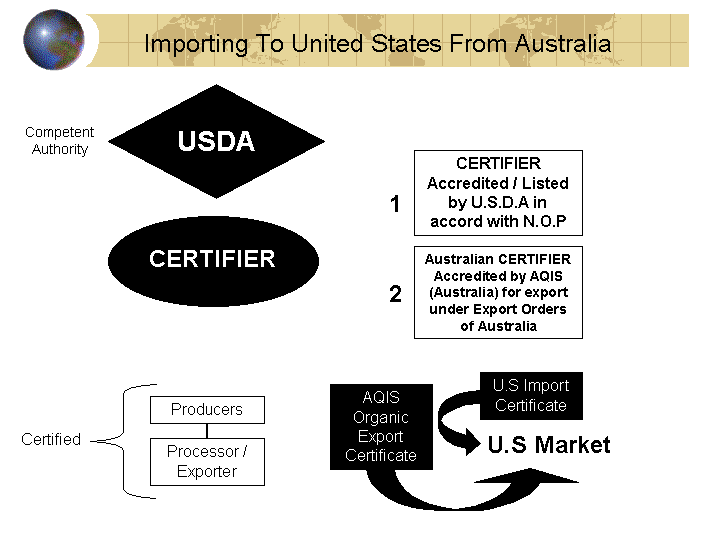 Importing To United States From Australia
Competent
Authority
USDA
CERTIFIER
1
CERTIFIER
Accredited / Listed
by U.S.D.A in
accord with N.O.P
2
Australian CERTIFIER
Accredited by AQIS
(Australia) for export
under Export Orders
of Australia
Certified
Producers
Processor /
Exporter
AQIS
Organic
Export
Certificate
U.S Import
Certificate
U.S Market